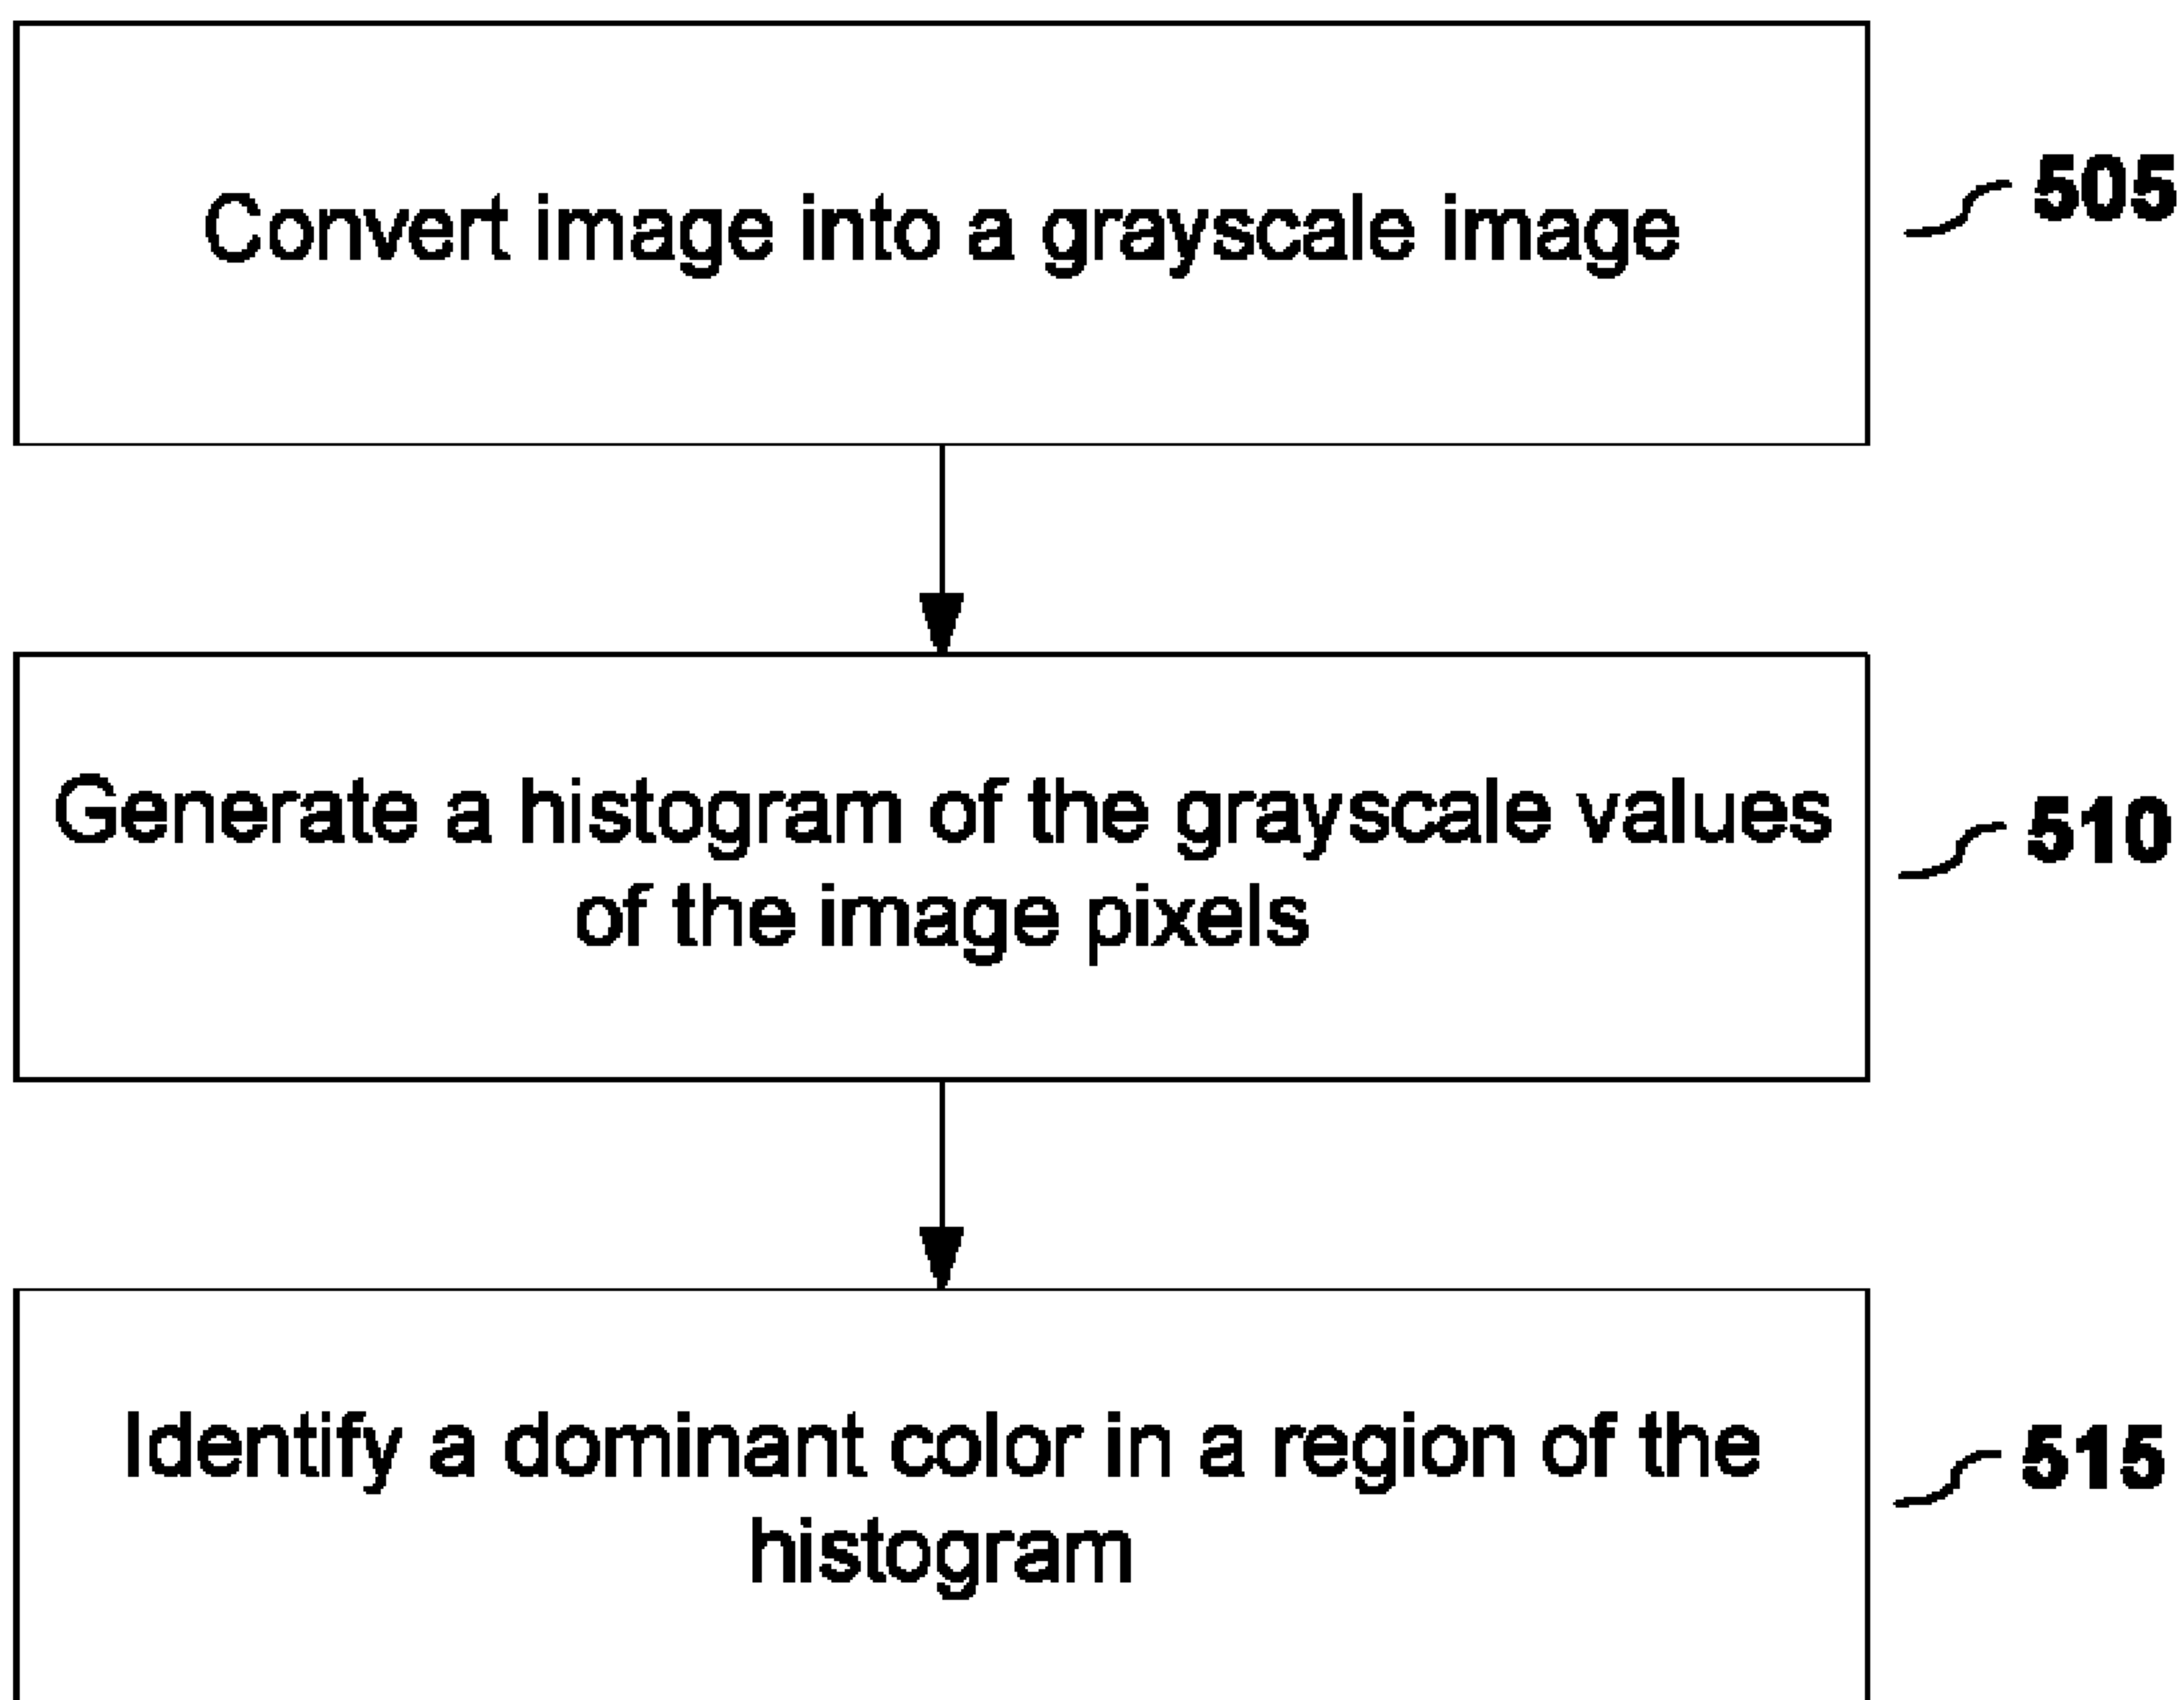 Convert image into a grayscale image
505
Generate a histogram of the grayscale values
of the image pixels
510
Identify a dominant color in a region of the
histogram
515